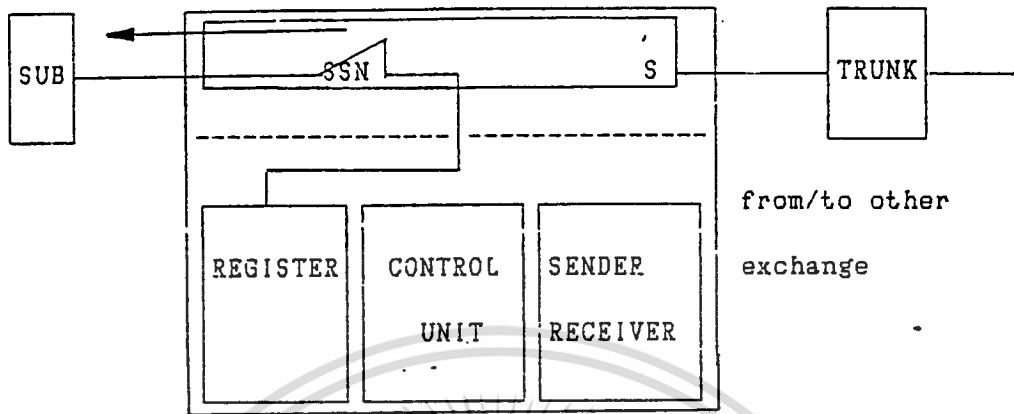 SUB
SSN
S
TRUNK
from/to other
exchange
REGISTER
CONTROL
UNIT
SENDER
RECEIVER